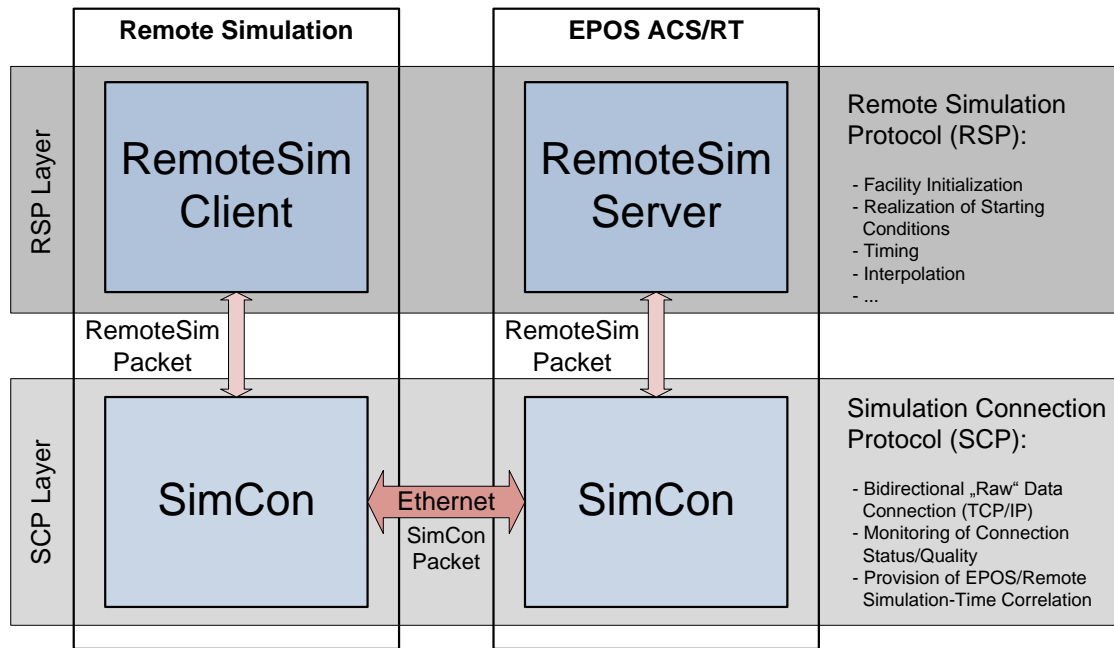 Remote Simulation
EPOS ACS/RT
RSP Layer
RemoteSim
Client
RemoteSim
Server
Remote Simulation
Protocol (RSP):
- Facility Initialization
- Realization of Starting
Conditions
- Timing
- Interpolation
- ...
RemoteSim
Packet
RemoteSim
Packet
SCP Layer
SimCon
Ethernet
SimCon
Packet
SimCon
Simulation Connection
Protocol (SCP):
- Bidirectional „Raw“ Data
Connection (TCP/IP)
- Monitoring of Connection
Status/Quality
- Provision of EPOS/Remote
Simulation-Time Correlation